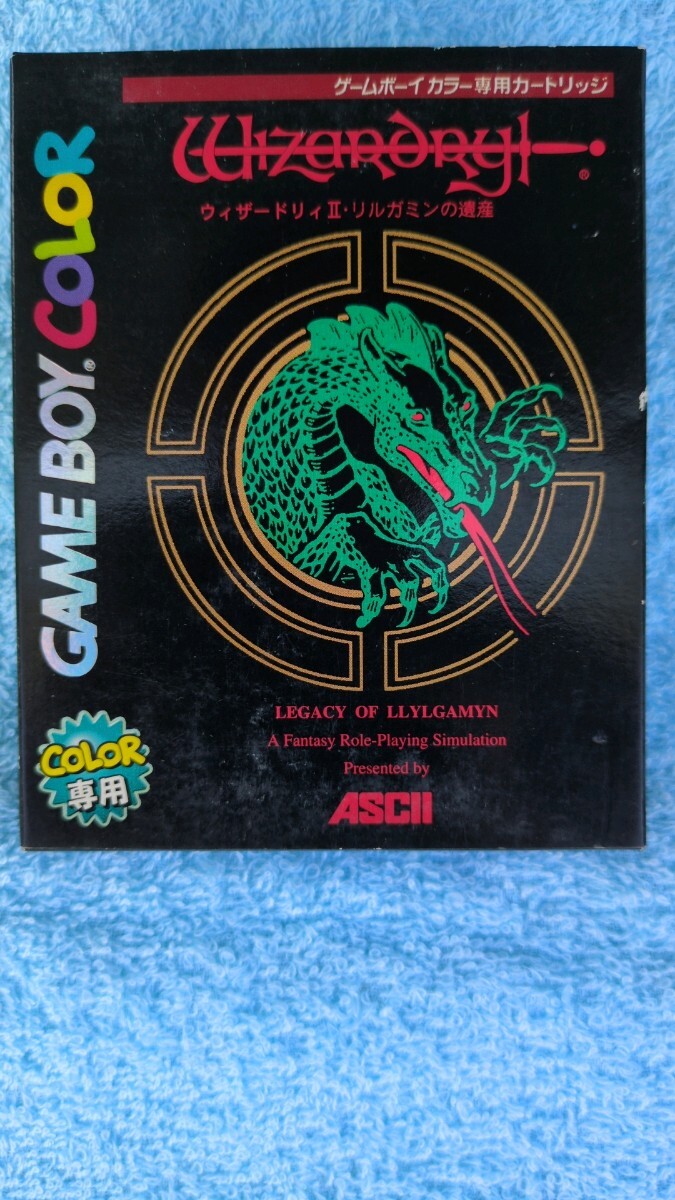 ゲームボーイカラー専用カートリッジ
Wizardry®
ウィザードリィII・リルガミンの遺産
GAME BOY® COLOR
LEGACY OF LLYLGAMYN
A Fantasy Role-Playing Simulation
Presented by
ASCII
COLOR
専用